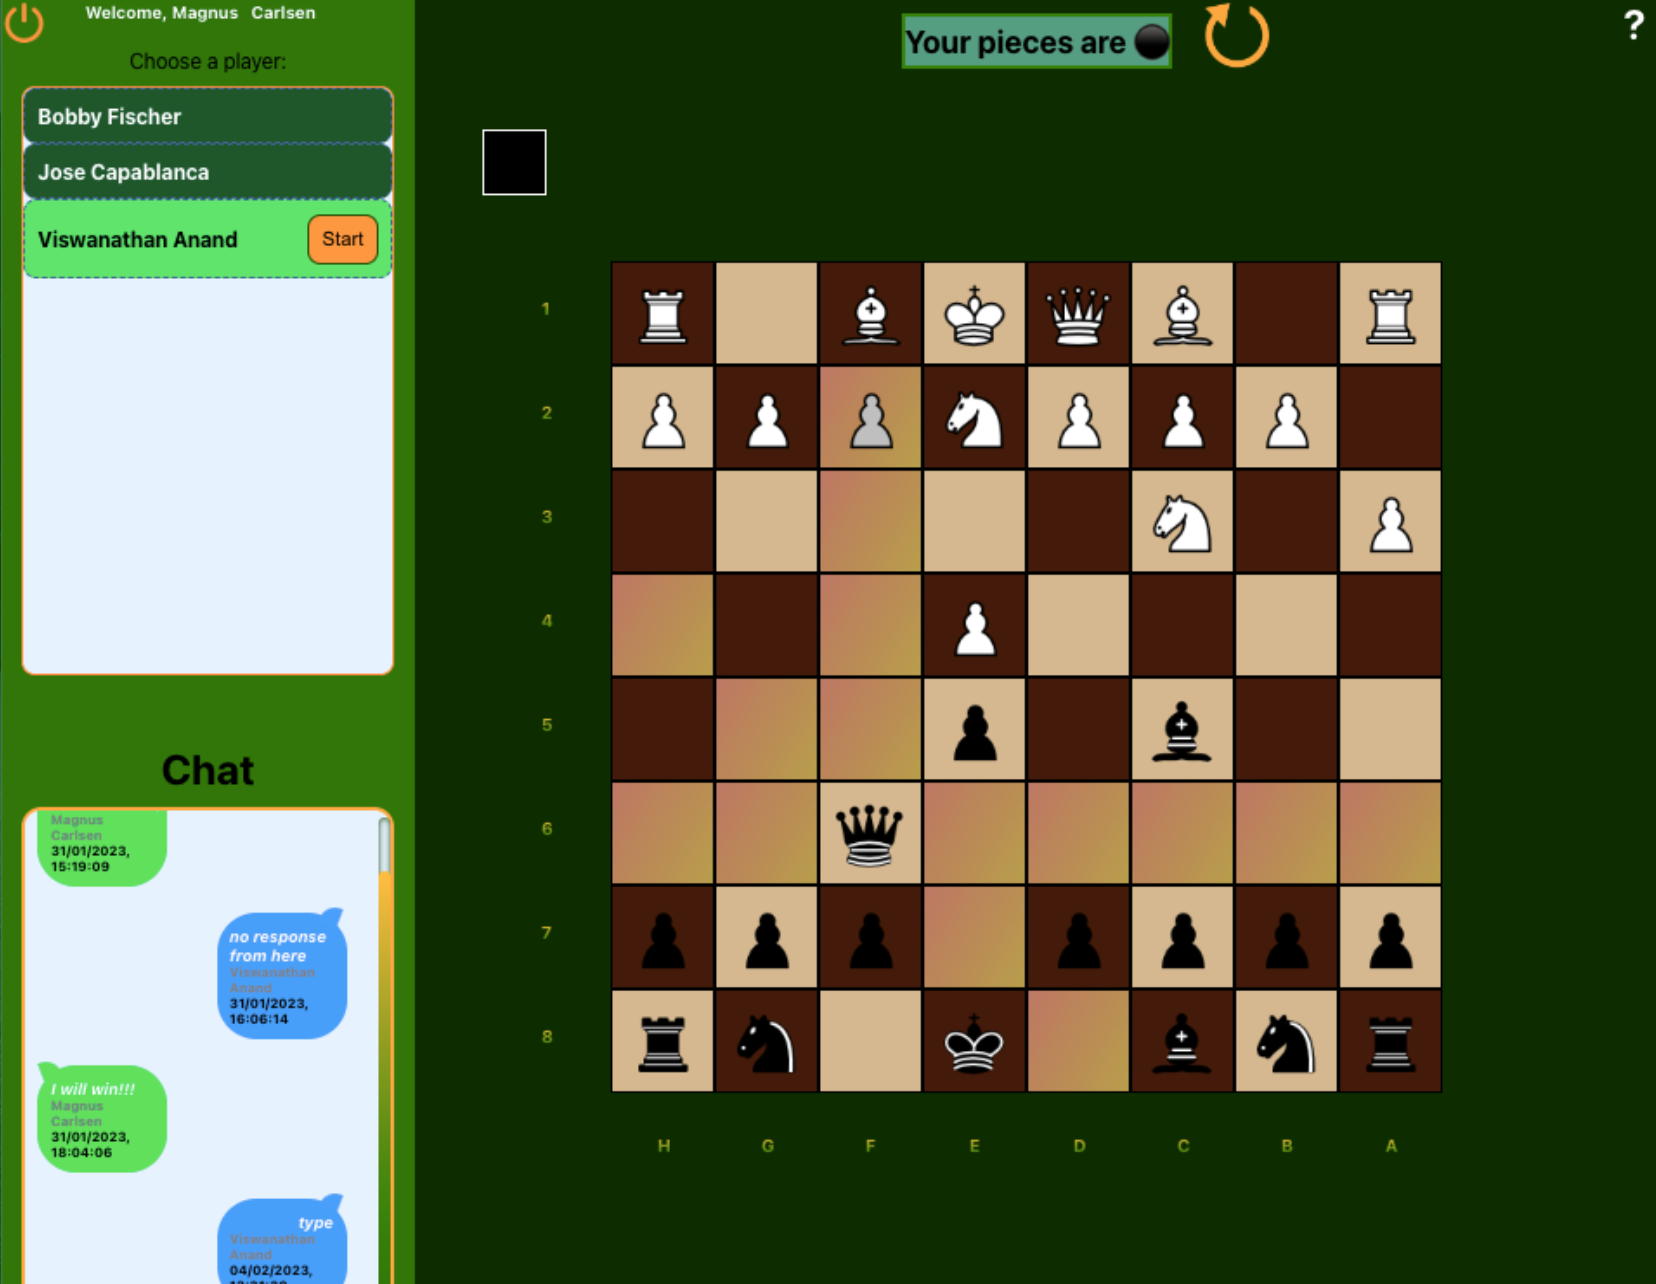 Welcome, Magnus Carlsen
Choose a player:
Bobby Fischer
Jose Capablanca
Viswanathan Anand
Start
Chat
Magnus
Carlsen
31/01/2023,
15:19:09
no response
from here
Viswanathan
Anand
31/01/2023,
16:06:14
I will win!!!
Magnus
Carlsen
31/01/2023,
18:04:06
type
Viswanathan
Anand
04/02/2023,
Your pieces are
?
1
2
3
4
5
6
7
8
H G F E D C B A